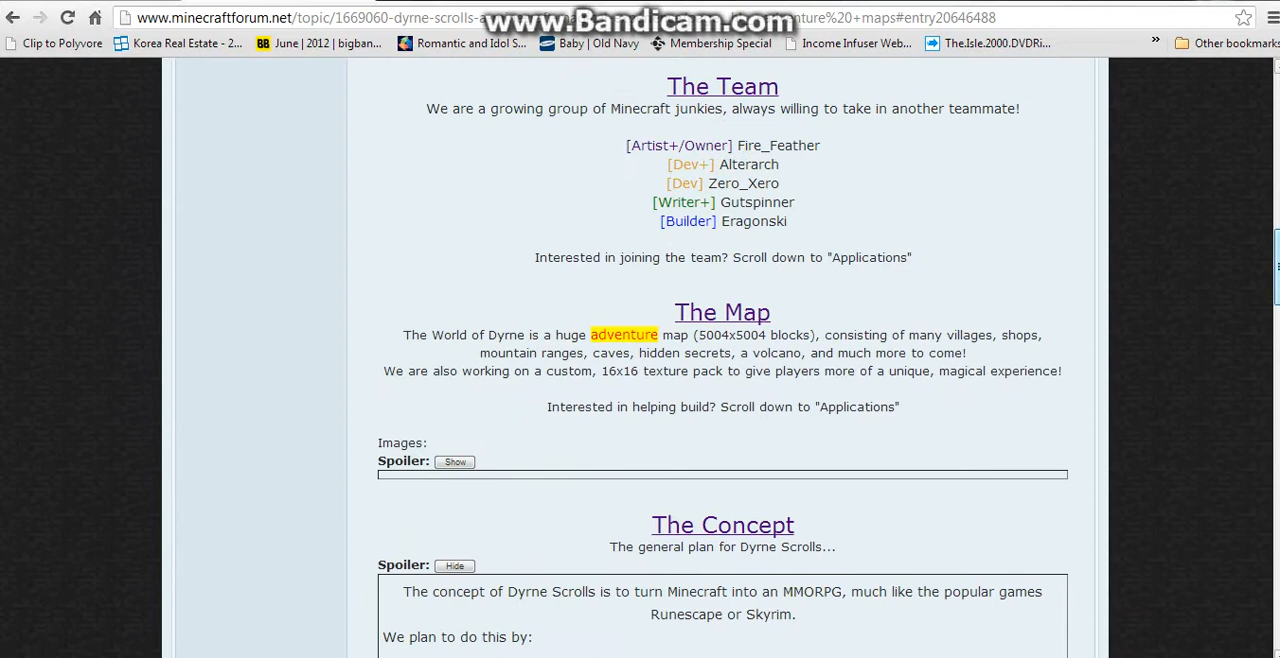 www.minecraftforum.net/topic/1669060-dyrne-scrolls-a
enture%20+maps#entry20646488
www.Bandicam.com
Clip to Polyvore
Korea Real Estate - 2...
June | 2012 | bigban...
Romantic and Idol S...
Baby | Old Navy
Membership Special
Income Infuser Web...
The.Isle.2000.DVDRi...
»
Other bookmarks
The Team
We are a growing group of Minecraft junkies, always willing to take in another teammate!
[Artist+/Owner] Fire_Feather
[Dev+] Alterarch
[Dev] Zero_Xero
[Writer+] Gutspinner
[Builder] Eragonski
Interested in joining the team? Scroll down to "Applications"
The Map
The World of Dyrne is a huge adventure map (5004x5004 blocks), consisting of many villages, shops,
mountain ranges, caves, hidden secrets, a volcano, and much more to come!
We are also working on a custom, 16x16 texture pack to give players more of a unique, magical experience!
Interested in helping build? Scroll down to "Applications"
Images:
Spoiler: Show
The Concept
The general plan for Dyrne Scrolls...
Spoiler: Hide
The concept of Dyrne Scrolls is to turn Minecraft into an MMORPG, much like the popular games
Runescape or Skyrim.
We plan to do this by: